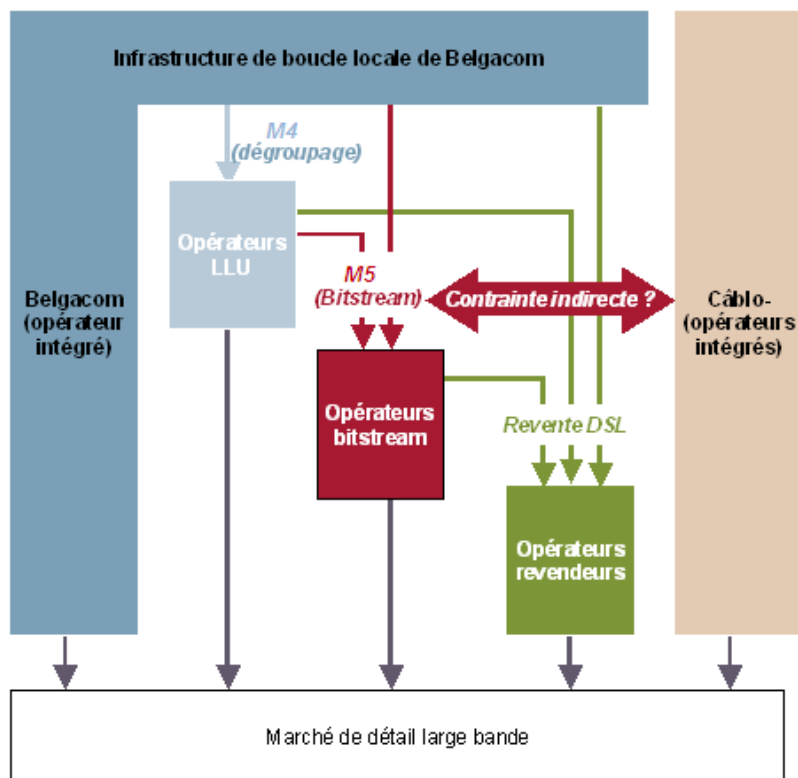 Infrastructure de boucle locale de Belgacom
M4
(dégroupage)
Opérateurs
LLU
Belgacom
(opérateur
intégré)
M5
(Bitstream)
Contrainte indirecte ?
Câblo-
(opérateurs
intégrés)
Opérateurs
bitstream
Revente DSL
Opérateurs
revendeurs
Marché de détail large bande